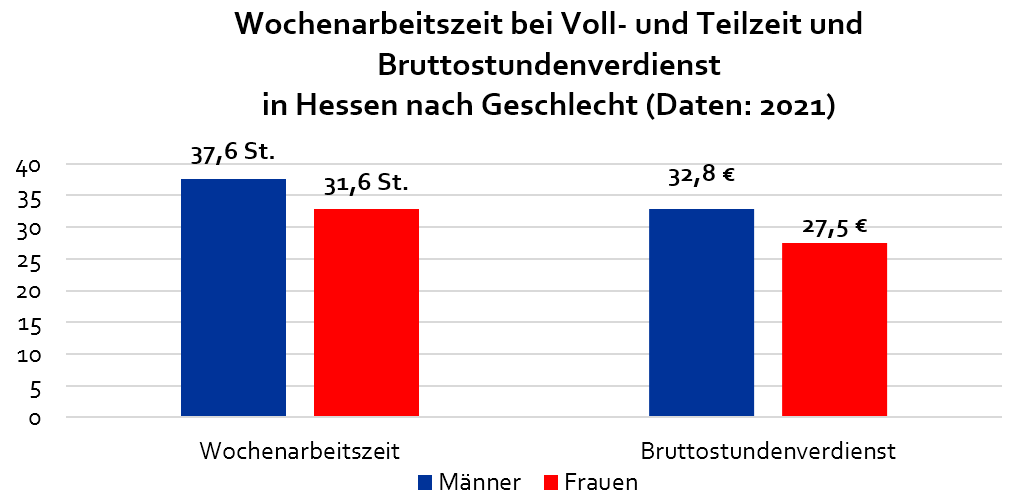 Wochenarbeitszeit bei Voll- und Teilzeit und
Bruttostundenverdienst
in Hessen nach Geschlecht (Daten: 2021)
40
35
30
25
20
15
10
5
0
37,6 St.
31,6 St.
32,8 €
27,5 €
Wochenarbeitszeit
Bruttostundenverdienst
Männer
Frauen